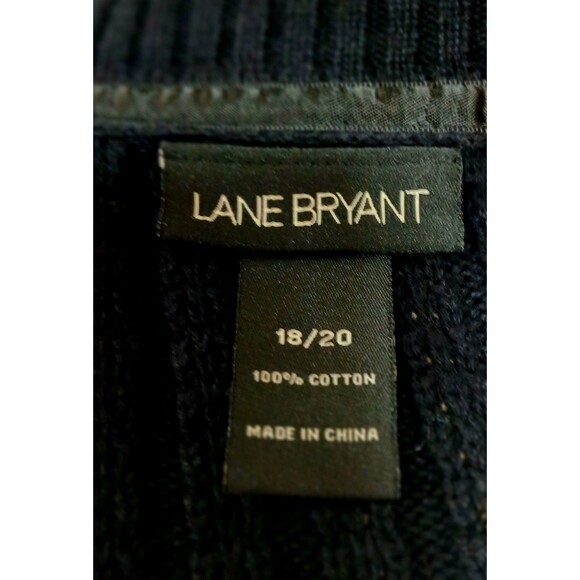 LANE BRYANT
18/20
100% COTTON
MADE IN CHINA